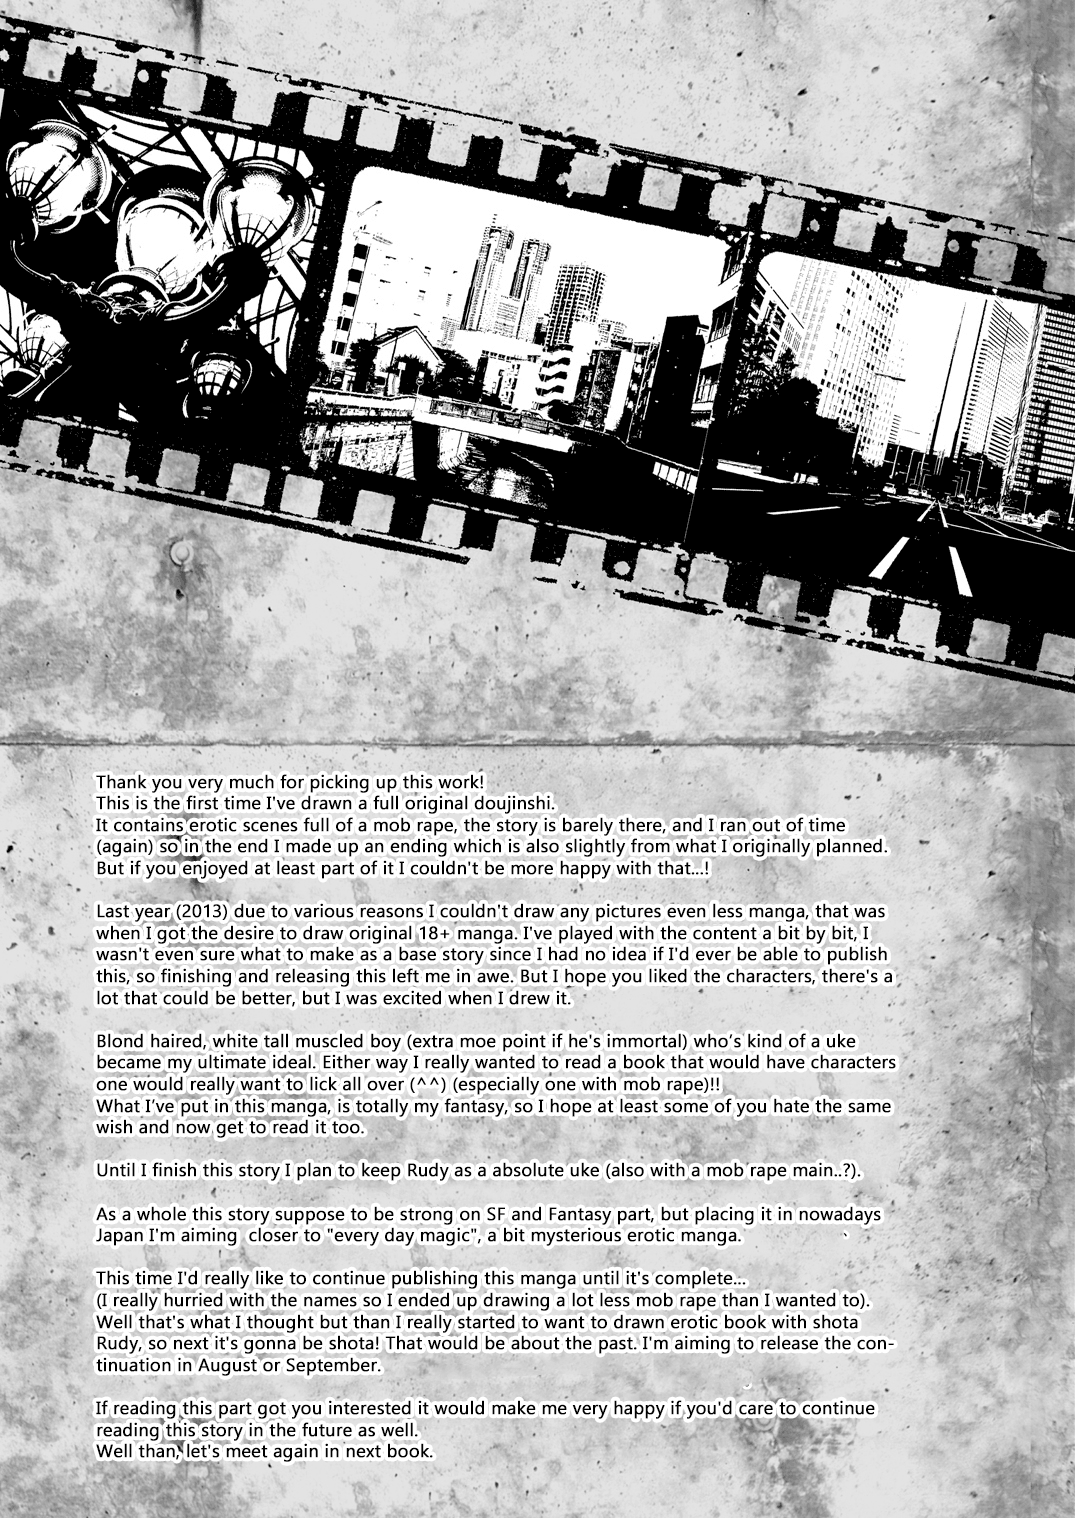 Thank you very much for picking up this work!
This is the first time I've drawn a full original doujinshi.
It contains erotic scenes full of a mob rape, the story is barely there, and I ran out of time
(again) so in the end I made up an ending which is also slightly from what I originally planned.
But if you enjoyed at least part of it I couldn't be more happy with that...!
Last year (2013) due to various reasons I couldn't draw any pictures even less manga, that was
when I got the desire to draw original 18+ manga. I've played with the content a bit by bit, I
wasn't even sure what to make as a base story since I had no idea if I'd ever be able to publish
this, so finishing and releasing this left me in awe. But I hope you liked the characters, there's a
lot that could be better, but I was excited when I drew it.
Blond haired, white tall muscled boy (extra moe point if he's immortal) who’s kind of a uke
became my ultimate ideal. Either way I really wanted to read a book that would have characters
one would really want to lick all over (^^) (especially one with mob rape)!!
What I’ve put in this manga, is totally my fantasy, so I hope at least some of you hate the same
wish and now get to read it too.
Until I finish this story I plan to keep Rudy as a absolute uke (also with a mob rape main..?).
As a whole this story suppose to be strong on SF and Fantasy part, but placing it in nowadays
Japan I'm aiming  closer to "every day magic", a bit mysterious erotic manga.
This time I'd really like to continue publishing this manga until it's complete...
(I really hurried with the names so I ended up drawing a lot less mob rape than I wanted to).
Well that's what I thought but than I really started to want to drawn erotic book with shota
Rudy, so next it's gonna be shota! That would be about the past. I'm aiming to release the con-
tinuation in August or September.
If reading this part got you interested it would make me very happy if you'd care to continue
reading this story in the future as well.
Well than, let's meet again in next book.